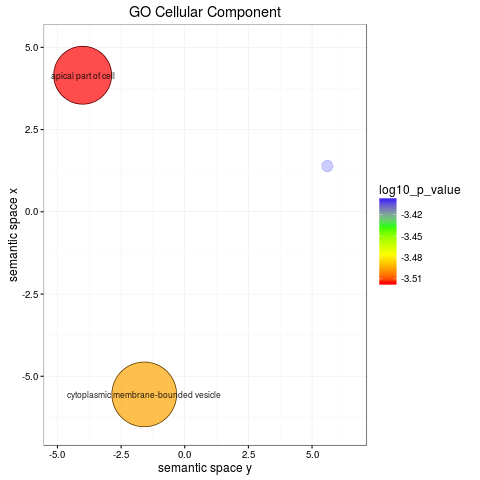 GO Cellular Component
5.0
2.5
0.0
-2.5
-5.0
semantic space x
apical part of cell
cytoplasmic membrane-bounded vesicle
-5.0 -2.5 0.0 2.5 5.0
semantic space y
log10_p_value
-3.42
-3.45
-3.48
-3.51